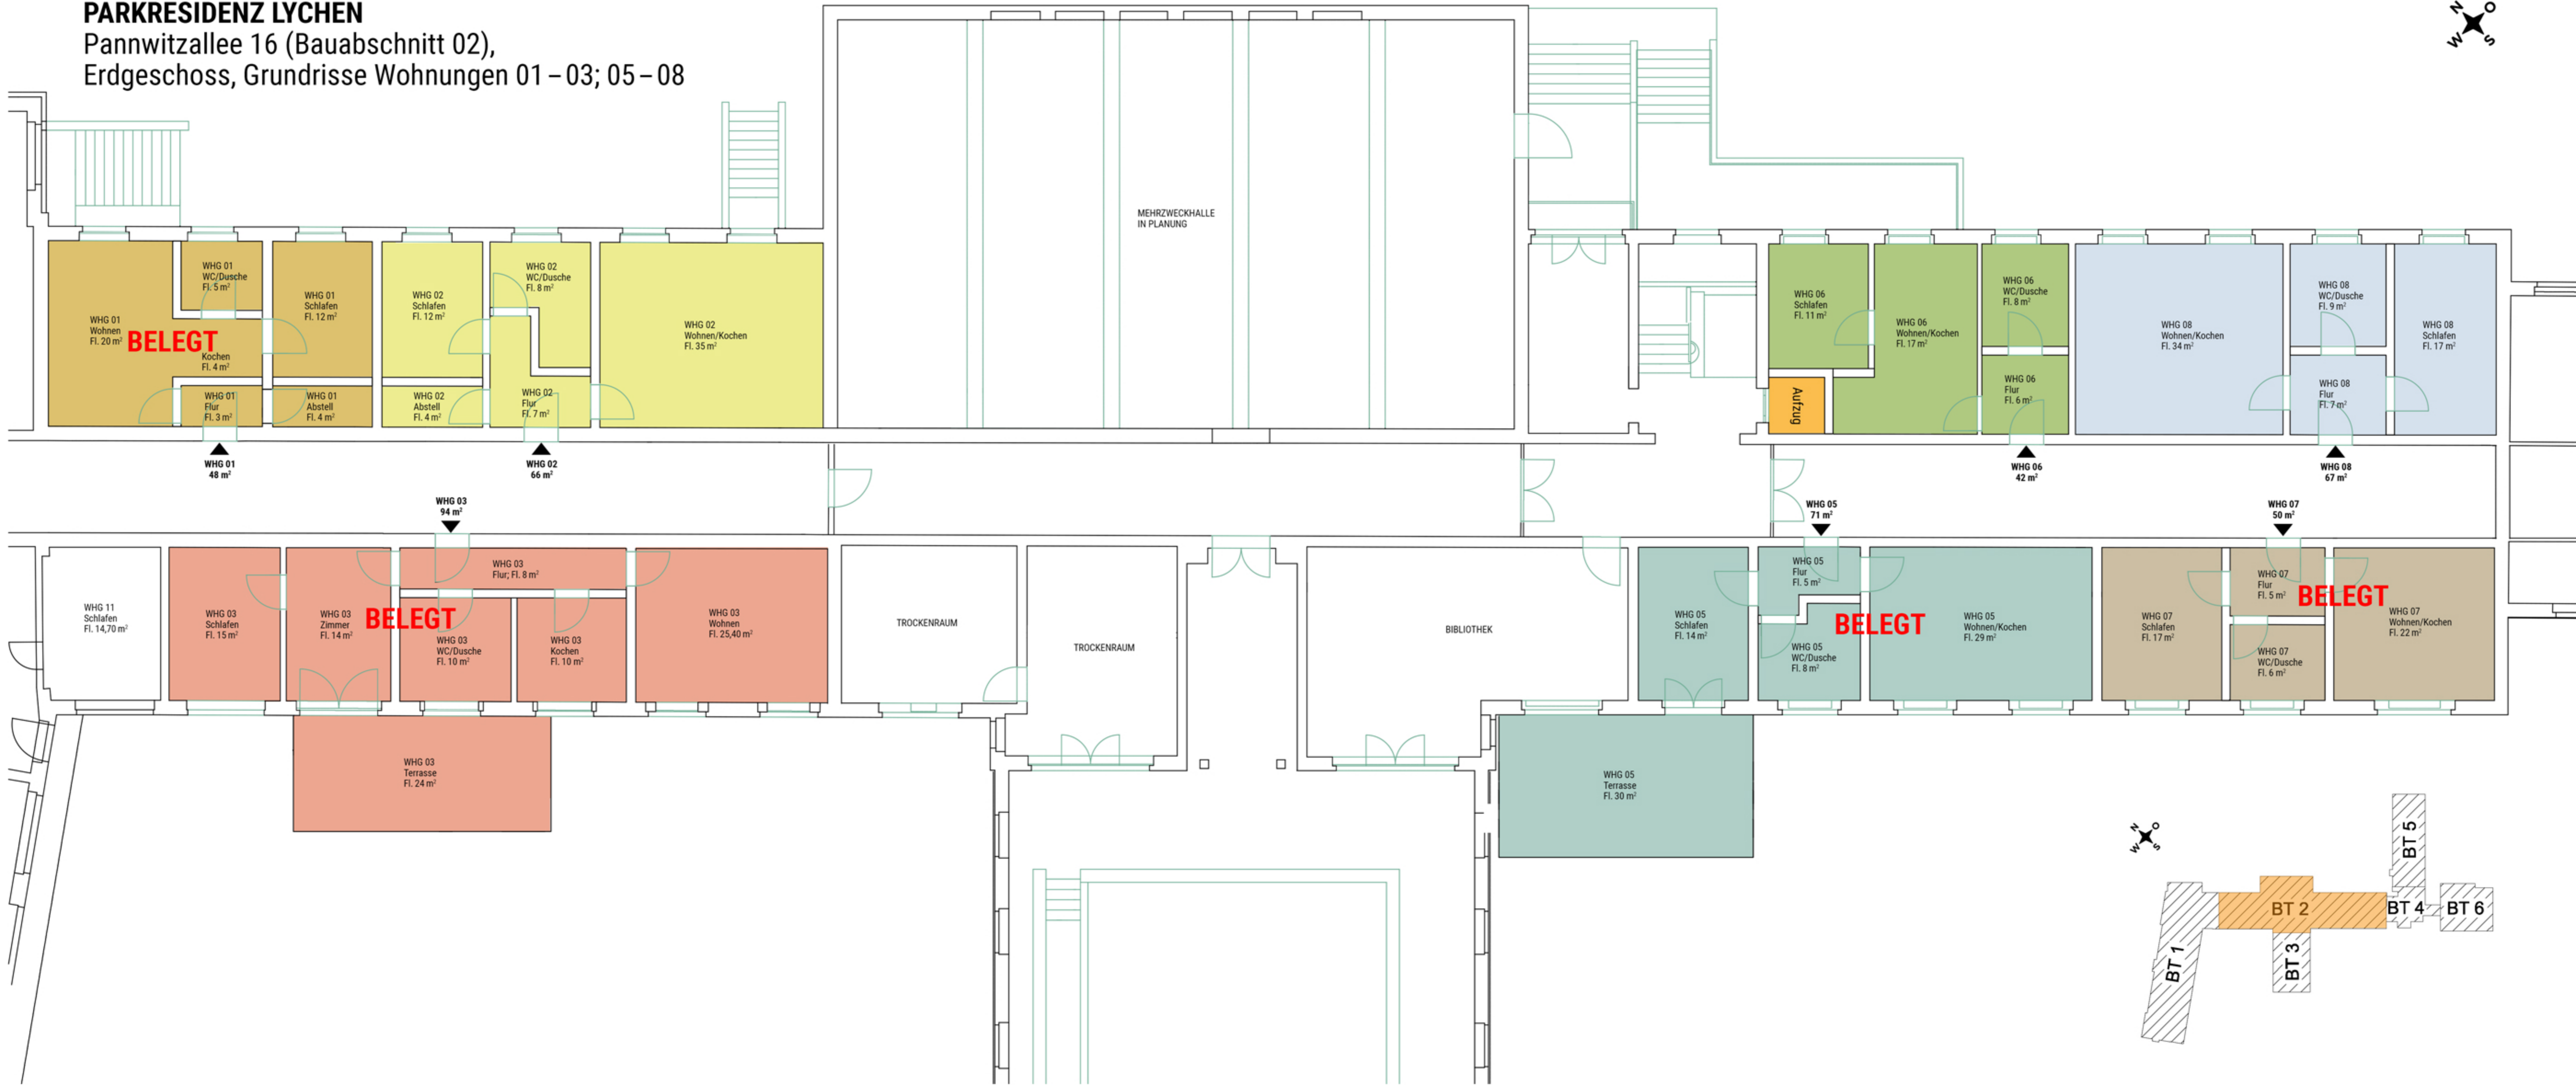 PARKRESIDENZ LYCHEN
Pannwitzallee 16 (Bauabschnitt 02),
Erdgeschoss, Grundrisse Wohnungen 01 – 03; 05 – 08
N
O
W
S
MEHRZWECKHALLE
IN PLANUNG
WHG 01
Wohnen
Fl. 20 m²
BELEGT
WHG 01
WC/Dusche
Fl. 5 m²
Kochen
Fl. 4 m²
WHG 01
Flur
Fl. 3 m²
WHG 01
Schlafen
Fl. 12 m²
WHG 01
Abstell
Fl. 4 m²
WHG 02
Schlafen
Fl. 12 m²
WHG 02
Abstell
Fl. 4 m²
WHG 02
WC/Dusche
Fl. 8 m²
WHG 02
Flur
Fl. 7 m²
WHG 02
Wohnen/Kochen
Fl. 35 m²
WHG 06
Schlafen
Fl. 11 m²
Aufzug
WHG 06
Wohnen/Kochen
Fl. 17 m²
WHG 06
WC/Dusche
Fl. 8 m²
WHG 06
Flur
Fl. 6 m²
WHG 08
Wohnen/Kochen
Fl. 34 m²
WHG 08
WC/Dusche
Fl. 9 m²
WHG 08
Flur
Fl. 7 m²
WHG 08
Schlafen
Fl. 17 m²
WHG 01
48 m²
WHG 02
66 m²
WHG 06
42 m²
WHG 08
67 m²
WHG 03
94 m²
WHG 05
71 m²
WHG 07
50 m²
WHG 11
Schlafen
Fl. 14,70 m²
WHG 03
Schlafen
Fl. 15 m²
WHG 03
Zimmer
Fl. 14 m²
BELEGT
WHG 03
Flur; Fl. 8 m²
WHG 03
WC/Dusche
Fl. 10 m²
WHG 03
Kochen
Fl. 10 m²
WHG 03
Wohnen
Fl. 25,40 m²
TROCKENRAUM
TROCKENRAUM
BIBLIOTHEK
WHG 05
Schlafen
Fl. 14 m²
WHG 05
Flur
Fl. 5 m²
WHG 05
WC/Dusche
Fl. 8 m²
BELEGT
WHG 05
Wohnen/Kochen
Fl. 29 m²
WHG 07
Schlafen
Fl. 17 m²
WHG 07
Flur
Fl. 5 m²
WHG 07
WC/Dusche
Fl. 6 m²
BELEGT
WHG 07
Wohnen/Kochen
Fl. 22 m²
WHG 03
Terrasse
Fl. 24 m²
WHG 05
Terrasse
Fl. 30 m²
N
O
W
S
BT 5
BT 2
BT 4
BT 6
BT 1
BT 3